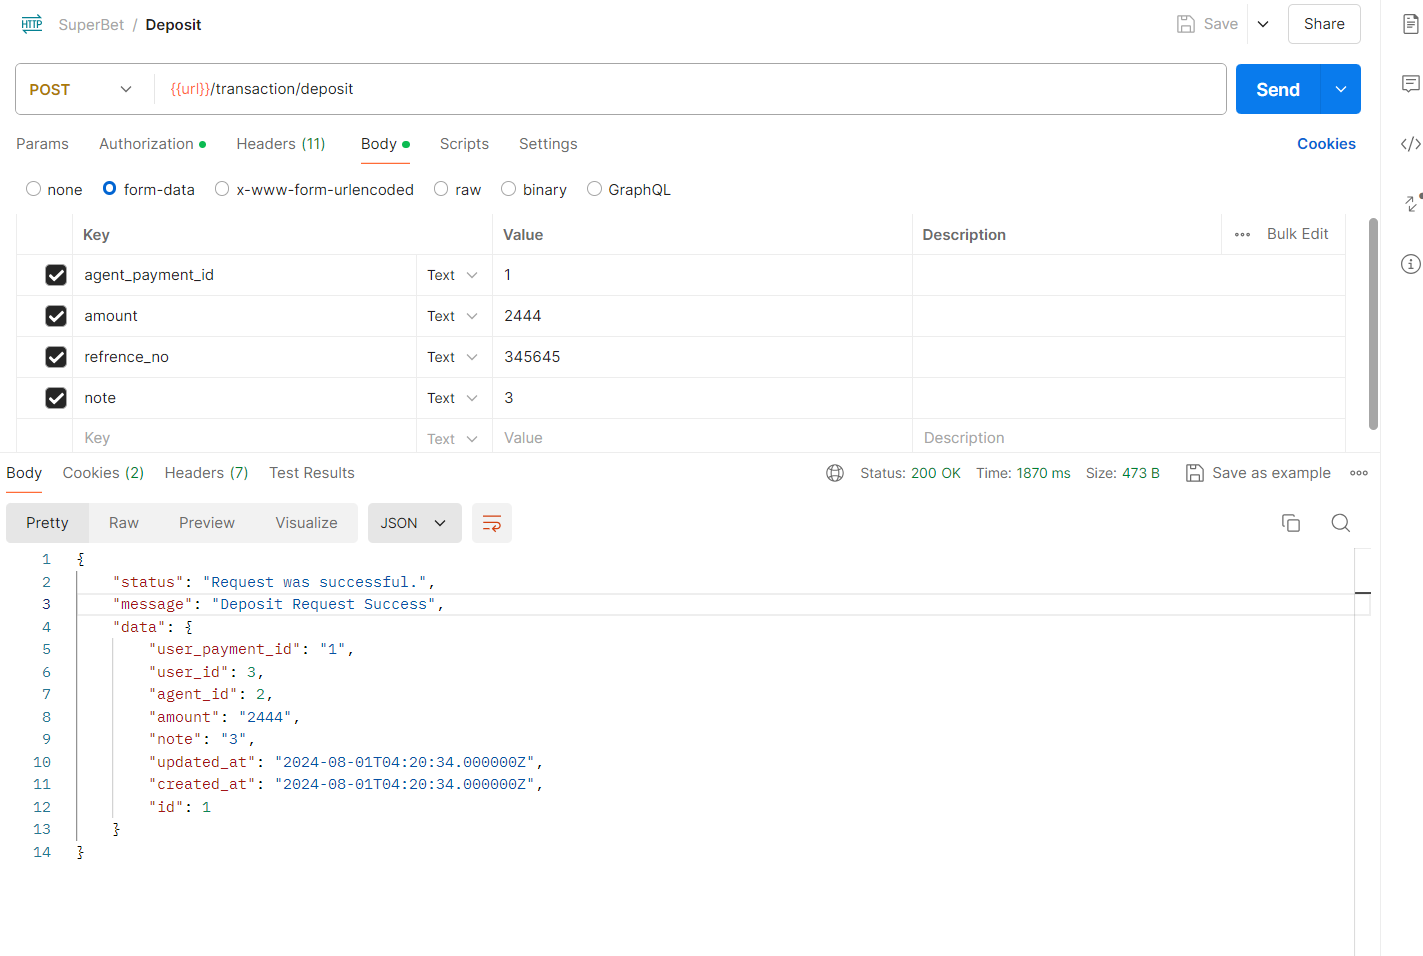 HTTP SuperBet / Deposit Save Share
POST {{url}}/transaction/deposit Send
Params Authorization Headers (11) Body Scripts Settings Cookies
none form-data x-www-form-urlencoded raw binary GraphQL
Key Value Description Bulk Edit
agent_payment_id Text 1
amount Text 2444
refrence_no Text 345645
note Text 3
Key Text Value Description
Body Cookies (2) Headers (7) Test Results Status: 200 OK Time: 1870 ms Size: 473 B Save as example
Pretty Raw Preview Visualize JSON
1 {
2 "status": "Request was successful.",
3 "message": "Deposit Request Success",
4 "data": {
5 "user_payment_id": "1",
6 "user_id": 3,
7 "agent_id": 2,
8 "amount": "2444",
9 "note": "3",
10 "updated_at": "2024-08-01T04:20:34.000000Z",
11 "created_at": "2024-08-01T04:20:34.000000Z",
12 "id": 1
13 }
14 }